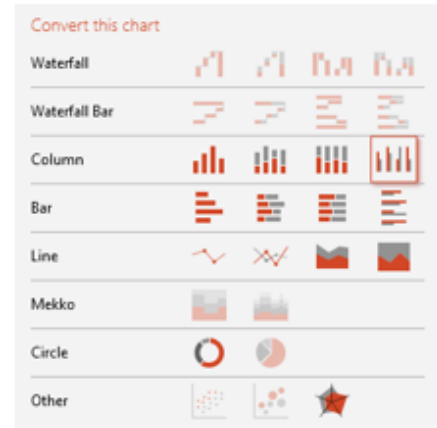 Convert this chart
Waterfall
Waterfall Bar
Column
Bar
Line
Mekko
Circle
Other